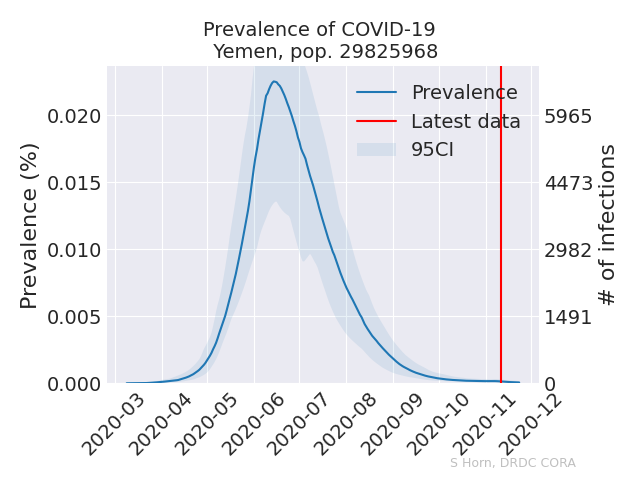 Prevalence of COVID-19
Yemen, pop. 29825968
Prevalence
Latest data
95CI
Prevalence (%)
0.020
0.015
0.010
0.005
0.000
5965
4473
2982
1491
0
# of infections
2020-03
2020-04
2020-05
2020-06
2020-07
2020-08
2020-09
2020-10
2020-11
2020-12
S Horn, DRDC CORA